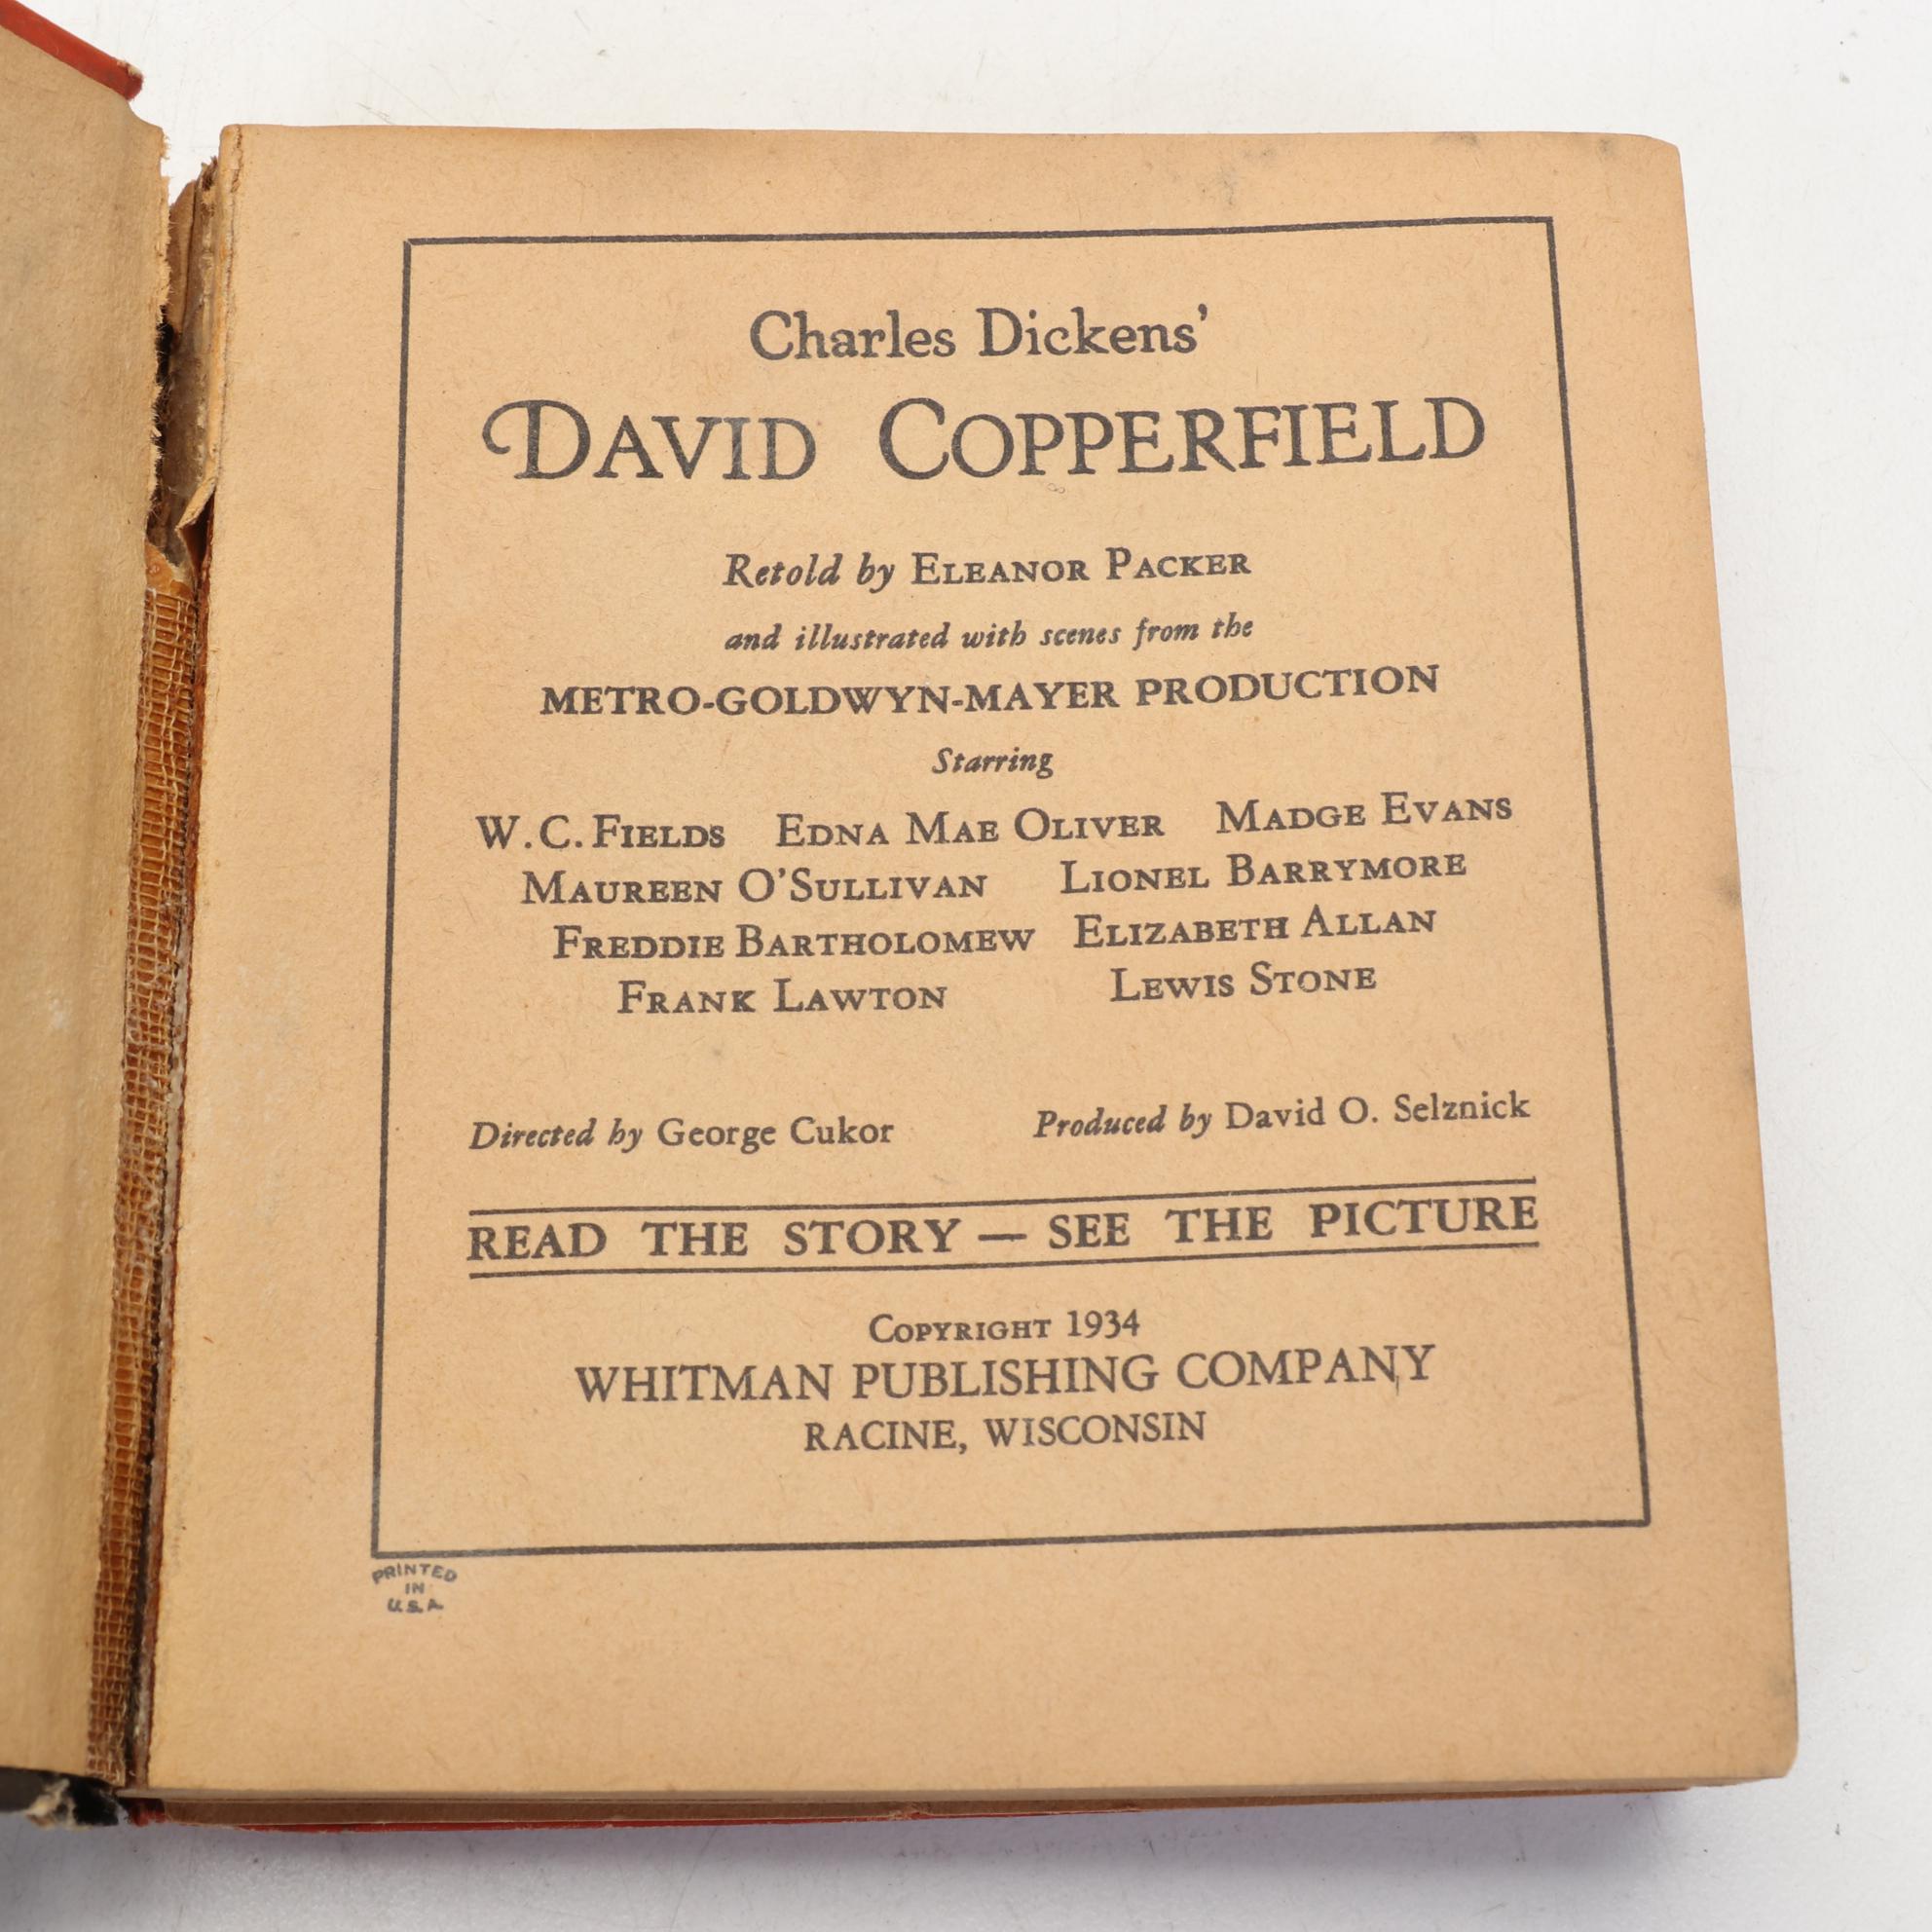 Charles Dickens'
DAVID COPPERFIELD
Retold by ELEANOR PACKER
and illustrated with scenes from the
METRO-GOLDWYN-MAYER PRODUCTION
Starring
W.C. FIELDS EDNA MAE OLIVER MADGE EVANS
MAUREEN O'SULLIVAN LIONEL BARRYMORE
FREDDIE BARTHOLOMEW ELIZABETH ALLAN
FRANK LAWTON LEWIS STONE
Directed by George Cukor Produced by David O. Selznick
READ THE STORY — SEE THE PICTURE
COPYRIGHT 1934
WHITMAN PUBLISHING COMPANY
RACINE, WISCONSIN
PRINTED
IN
U.S.A.